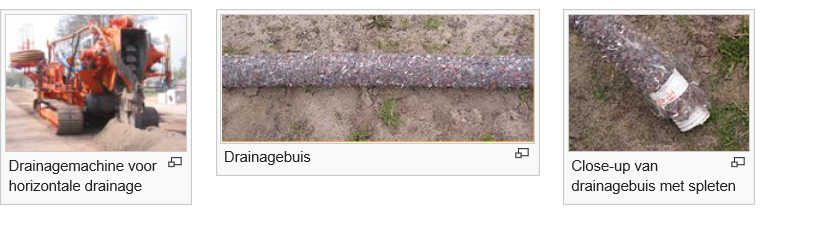 Drainagemachine voor
horizontale drainage
Drainagebuis
Close-up van
drainagebuis met spleten